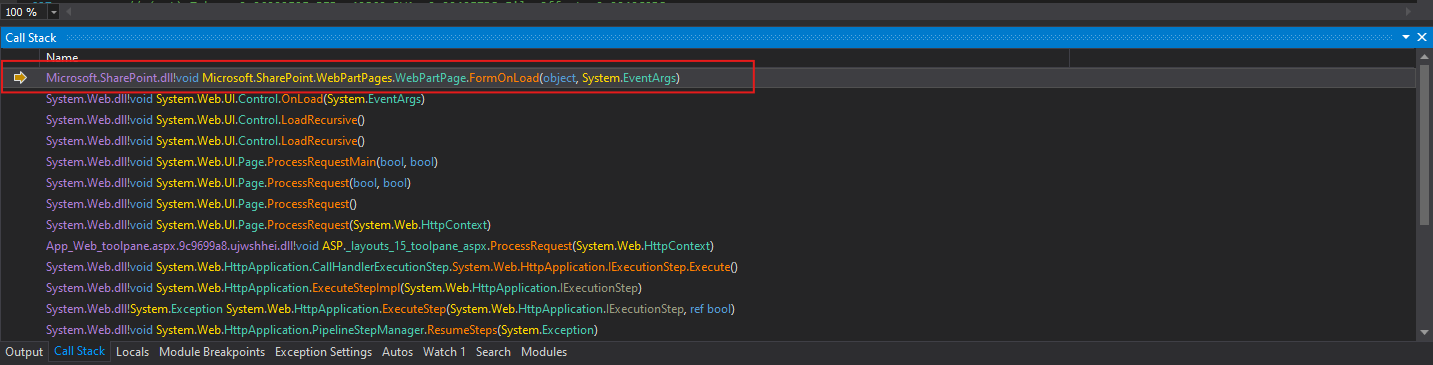 100 %
Call Stack
Name
Microsoft.SharePoint.dll!void Microsoft.SharePoint.WebPartPages.WebPartPage.FormOnLoad(object, System.EventArgs)
System.Web.dll!void System.Web.UI.Control.OnLoad(System.EventArgs)
System.Web.dll!void System.Web.UI.Control.LoadRecursive()
System.Web.dll!void System.Web.UI.Control.LoadRecursive()
System.Web.dll!void System.Web.UI.Page.ProcessRequestMain(bool, bool)
System.Web.dll!void System.Web.UI.Page.ProcessRequest(bool, bool)
System.Web.dll!void System.Web.UI.Page.ProcessRequest()
System.Web.dll!void System.Web.UI.Page.ProcessRequest(System.Web.HttpContext)
App_Web_toolpane.aspx.9c9699a8.ujwshhei.dll!void ASP._layouts_15_toolpane_aspx.ProcessRequest(System.Web.HttpContext)
System.Web.dll!void System.Web.HttpApplication.CallHandlerExecutionStep.System.Web.HttpApplication.IExecutionStep.Execute()
System.Web.dll!void System.Web.HttpApplication.ExecuteStepImpl(System.Web.HttpApplication.IExecutionStep)
System.Web.dll!System.Exception System.Web.HttpApplication.ExecuteStep(System.Web.HttpApplication.IExecutionStep, ref bool)
System.Web.dll!void System.Web.HttpApplication.PipelineStepManager.ResumeSteps(System.Exception)
Output Call Stack Locals Module Breakpoints Exception Settings Autos Watch 1 Search Modules